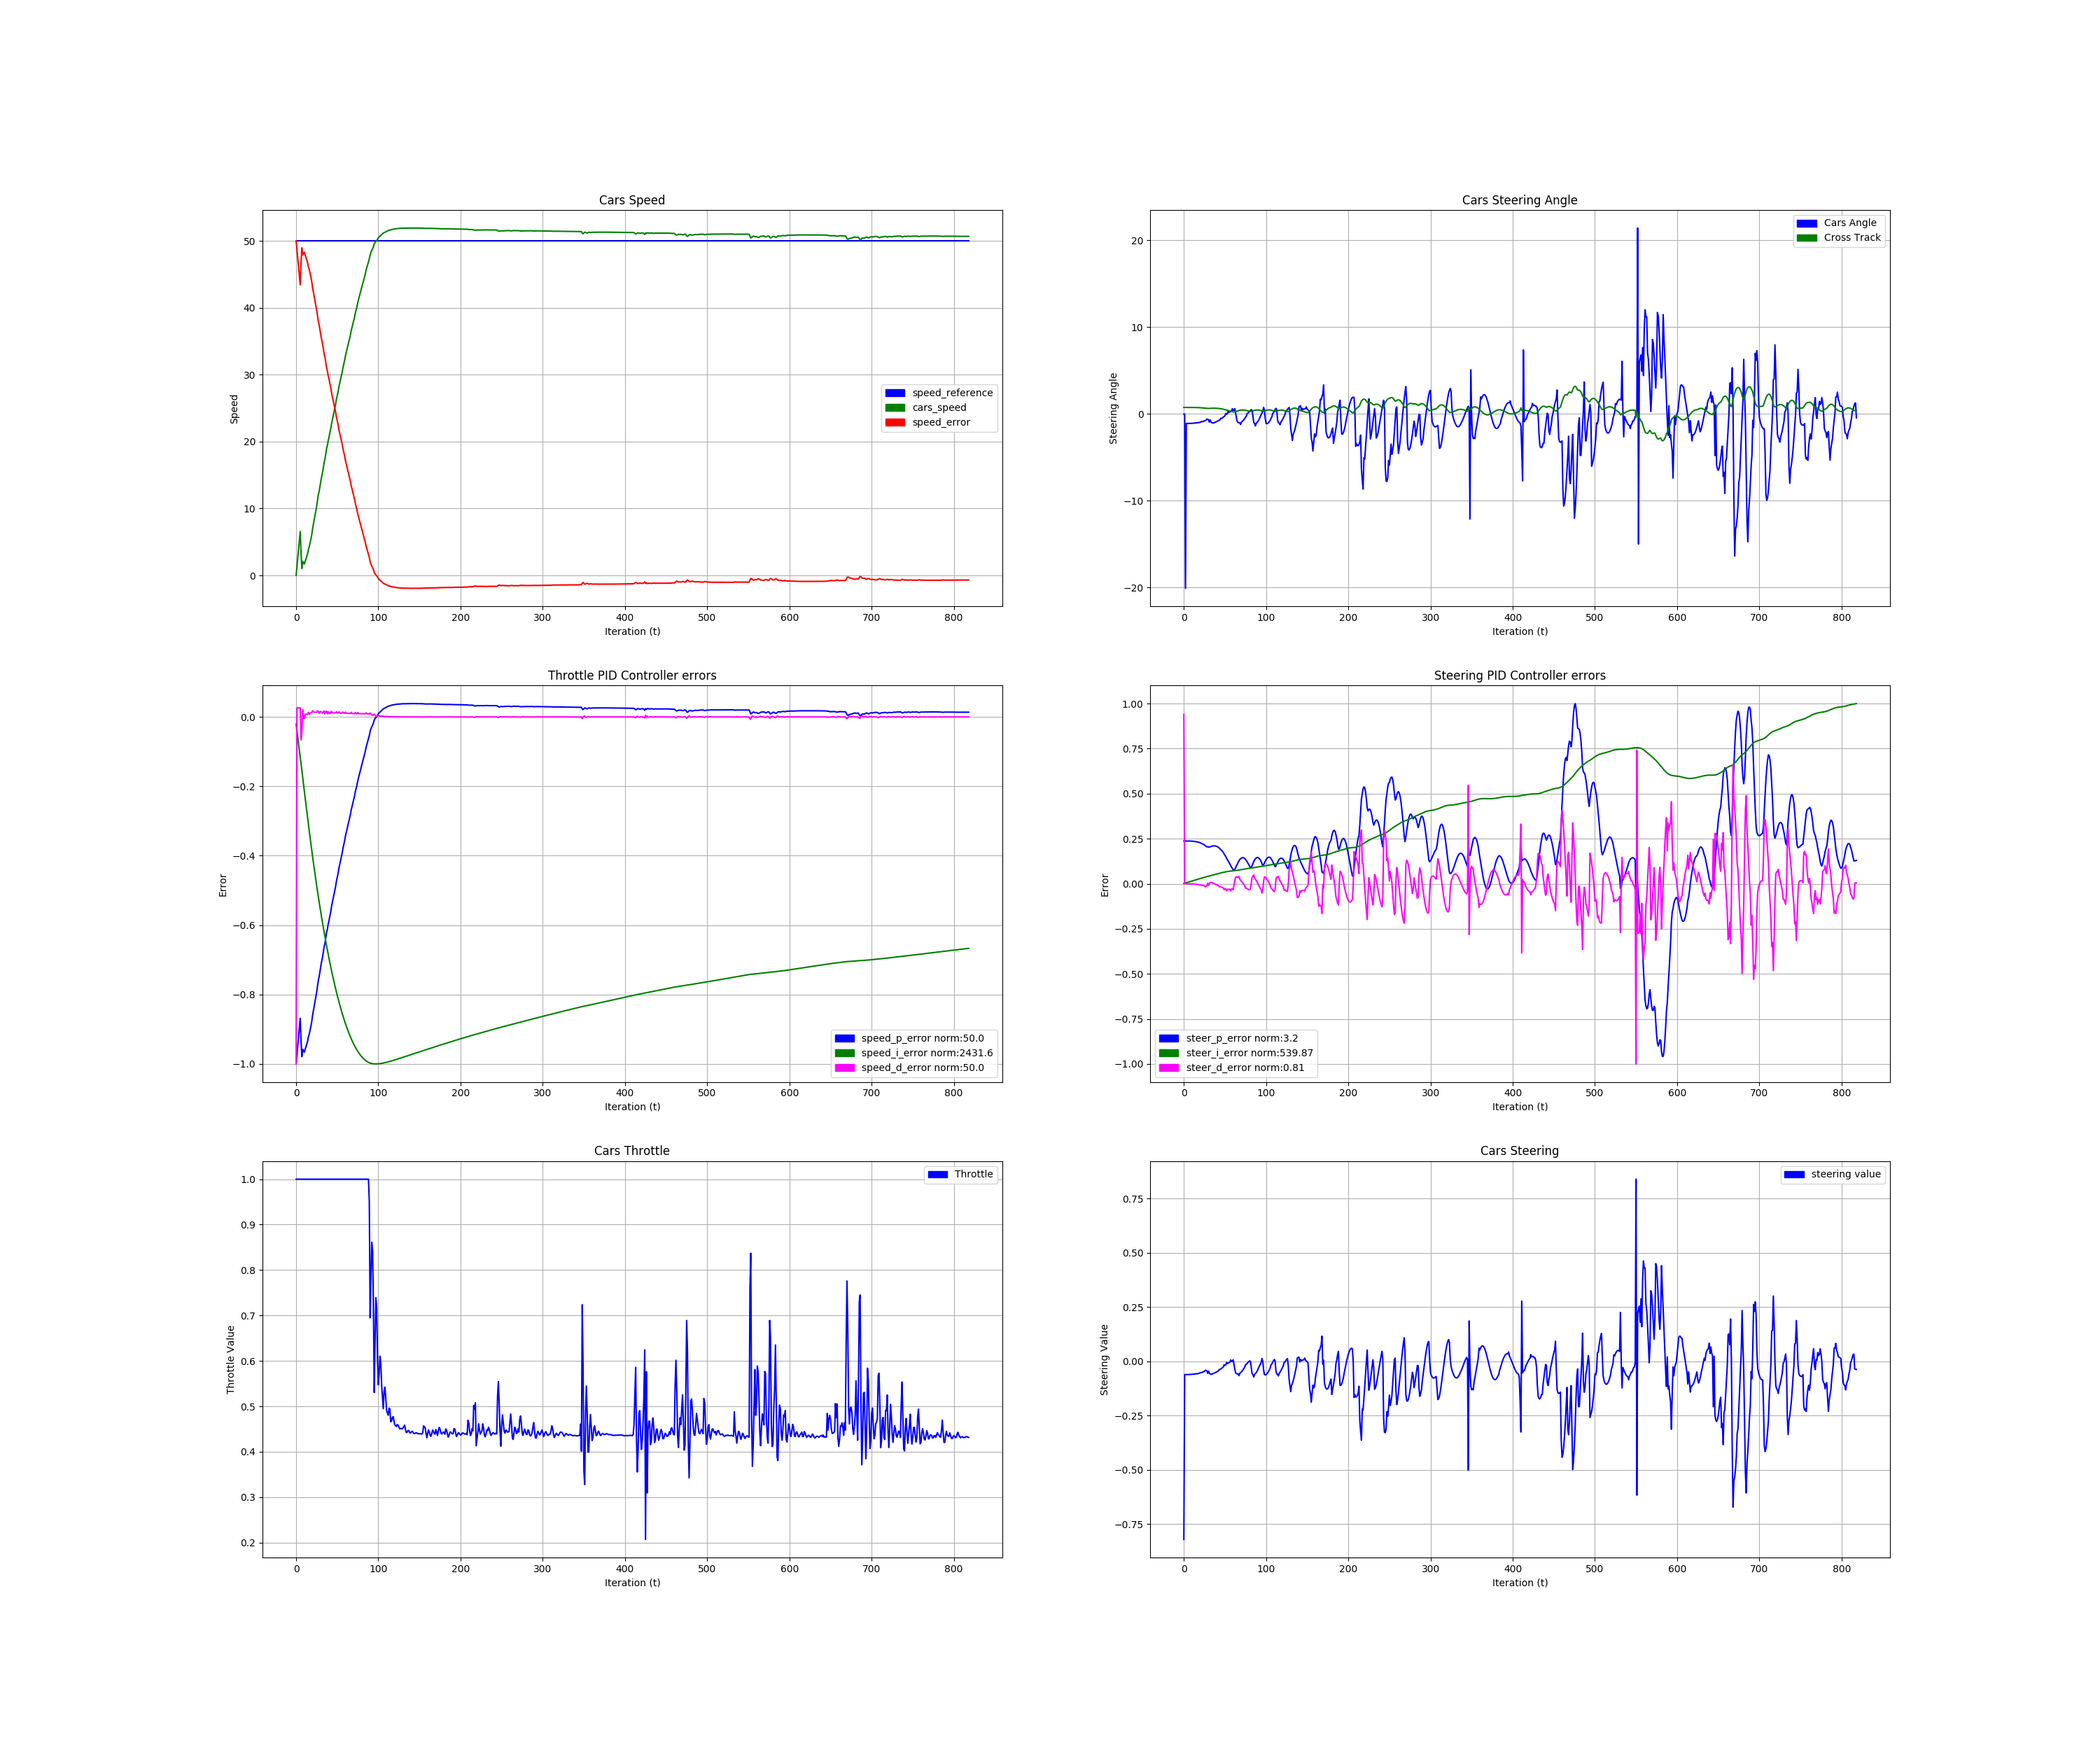 Cars Speed
50
40
30
20
10
0
Speed
speed_reference
cars_speed
speed_error
0 100 200 300 400 500 600 700 800
Iteration (t)
Cars Steering Angle
20
10
0
−10
−20
Steering Angle
Cars Angle
Cross Track
0 100 200 300 400 500 600 700 800
Iteration (t)
Throttle PID Controller errors
0.0
−0.2
−0.4
−0.6
−0.8
−1.0
Error
speed_p_error norm:50.0
speed_i_error norm:2431.6
speed_d_error norm:50.0
0 100 200 300 400 500 600 700 800
Iteration (t)
Steering PID Controller errors
1.00
0.75
0.50
0.25
0.00
−0.25
−0.50
−0.75
−1.00
Error
steer_p_error norm:3.2
steer_i_error norm:539.87
steer_d_error norm:0.81
0 100 200 300 400 500 600 700 800
Iteration (t)
Cars Throttle
1.0
0.9
0.8
0.7
0.6
0.5
0.4
0.3
0.2
Throttle Value
Throttle
0 100 200 300 400 500 600 700 800
Iteration (t)
Cars Steering
0.75
0.50
0.25
0.00
−0.25
−0.50
−0.75
Steering Value
steering value
0 100 200 300 400 500 600 700 800
Iteration (t)